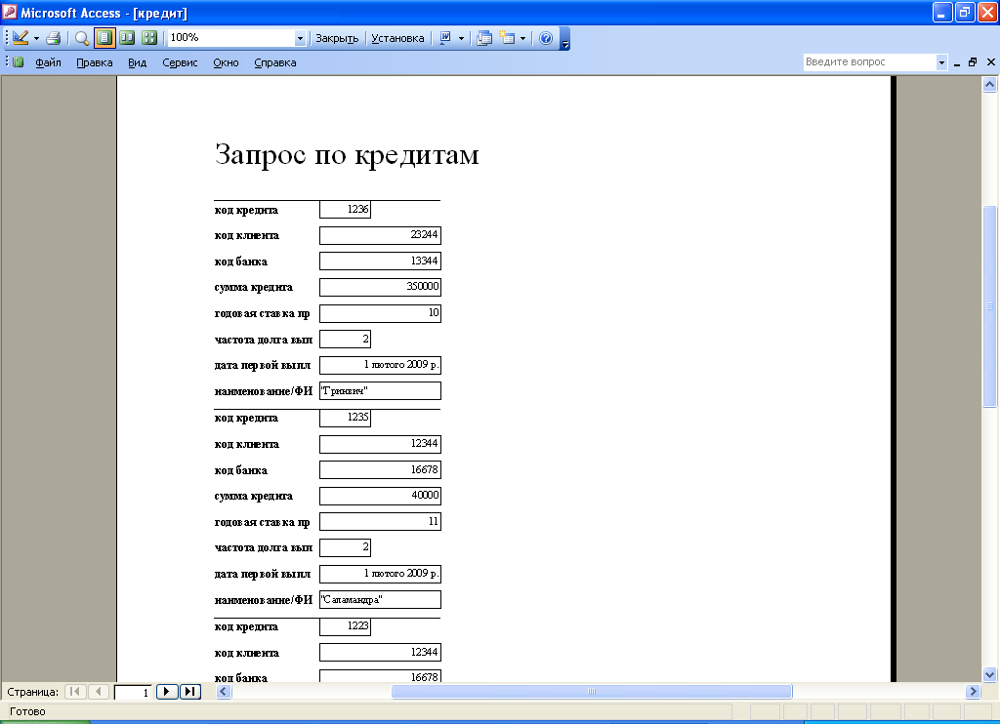 Microsoft Access - [кредит]
100% Закрыть Установка
Файл Правка Вид Сервис Окно Справка Введите вопрос
Запрос по кредитам
код кредита 1236
код клиента 23244
код банка 13344
сумма кредита 350000
годовая ставка пр 10
частота долга вып 2
дата первой выпл 1 лютого 2009 р.
наименование/ФИ "Гринвич"
код кредита 1235
код клиента 12344
код банка 16678
сумма кредита 40000
годовая ставка пр 11
частота долга вып 2
дата первой выпл 1 лютого 2009 р.
наименование/ФИ "Саламандра"
код кредита 1223
код клиента 12344
код банка 16678
Страница: 1
Готово